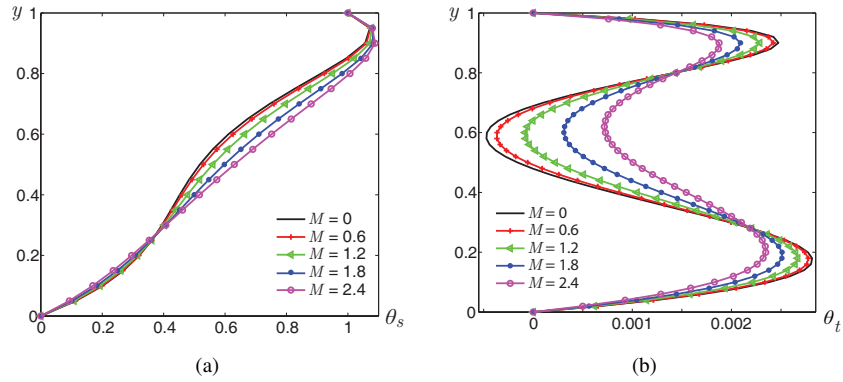 y
1
0.8
0.6
0.4
0.2
0
0 0.2 0.4 0.6 0.8 1 θ_s
M = 0
M = 0.6
M = 1.2
M = 1.8
M = 2.4
(a)
y
1
0.8
0.6
0.4
0.2
0
0 0.001 0.002 θ_t
M = 0
M = 0.6
M = 1.2
M = 1.8
M = 2.4
(b)